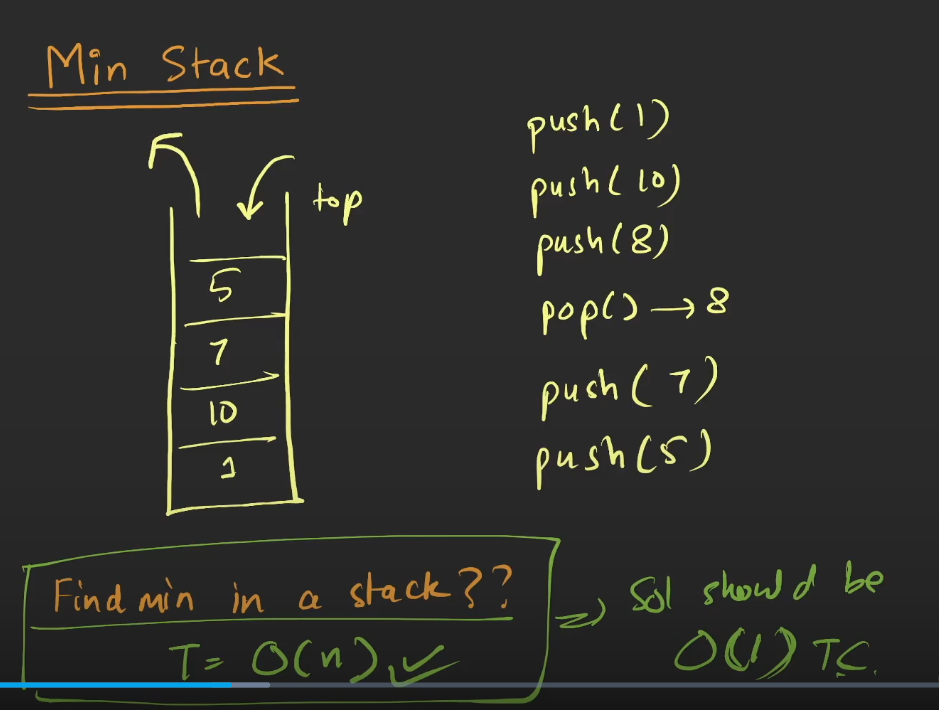 Min Stack
top
5
7
10
1
push(1)
push(10)
push(8)
pop() → 8
push(7)
push(5)
Find min in a stack??
T = O(n) ✓
⇒ Sol should be
O(1) TC.